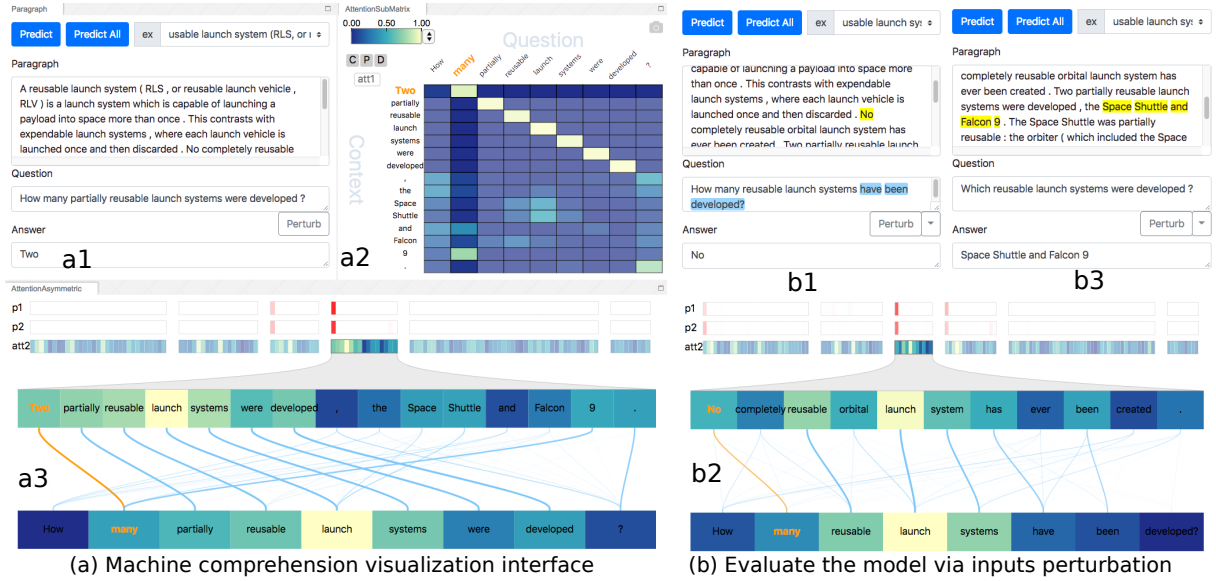 Paragraph
Predict Predict All ex usable launch system (RLS, or r
Paragraph
A reusable launch system ( RLS , or reusable launch vehicle ,
RLV ) is a launch system which is capable of launching a
payload into space more than once . This contrasts with
expendable launch systems , where each launch vehicle is
launched once and then discarded . No completely reusable
Question
How many partially reusable launch systems were developed ?
Perturb
Answer
Two
a1
AttentionSubMatrix
0.00 0.50 1.00
Question
C P D
att1
How many partially reusable launch systems were developed ?
Context
Two
partially
reusable
launch
systems
were
developed
,
the
Space
Shuttle
and
Falcon
9
.
a2
AttentionAsymmetric
p1
p2
att2
Two partially reusable launch systems were developed , the Space Shuttle and Falcon 9 .
a3
How many partially reusable launch systems were developed ?
(a) Machine comprehension visualization interface
Predict Predict All ex usable launch sys
Paragraph
capable of launching a payload into space more
than once . This contrasts with expendable
launch systems , where each launch vehicle is
launched once and then discarded . No
completely reusable orbital launch system has
ever been created . Two partially reusable launch
Question
How many reusable launch systems have been
developed?
Perturb
Answer
No
b1
Predict Predict All ex usable launch sys
Paragraph
completely reusable orbital launch system has
ever been created . Two partially reusable launch
systems were developed , the Space Shuttle and
Falcon 9 . The Space Shuttle was partially
reusable : the orbiter ( which included the Space
Question
Which reusable launch systems were developed ?
Perturb
Answer
Space Shuttle and Falcon 9
b3
p1
p2
att2
No completely reusable orbital launch system has ever been created .
b2
How many reusable launch systems have been developed?
(b) Evaluate the model via inputs perturbation